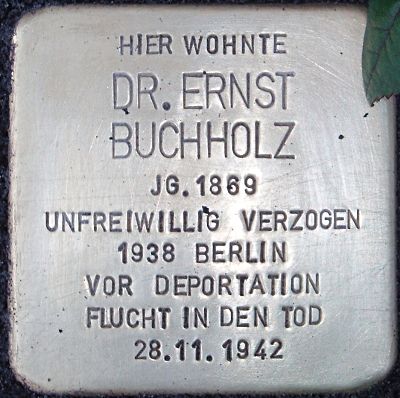 HIER WOHNTE
DR. ERNST
BUCHHOLZ
JG. 1869
UNFREIWILLIG VERZOGEN
1938 BERLIN
VOR DEPORTATION
FLUCHT IN DEN TOD
28.11.1942